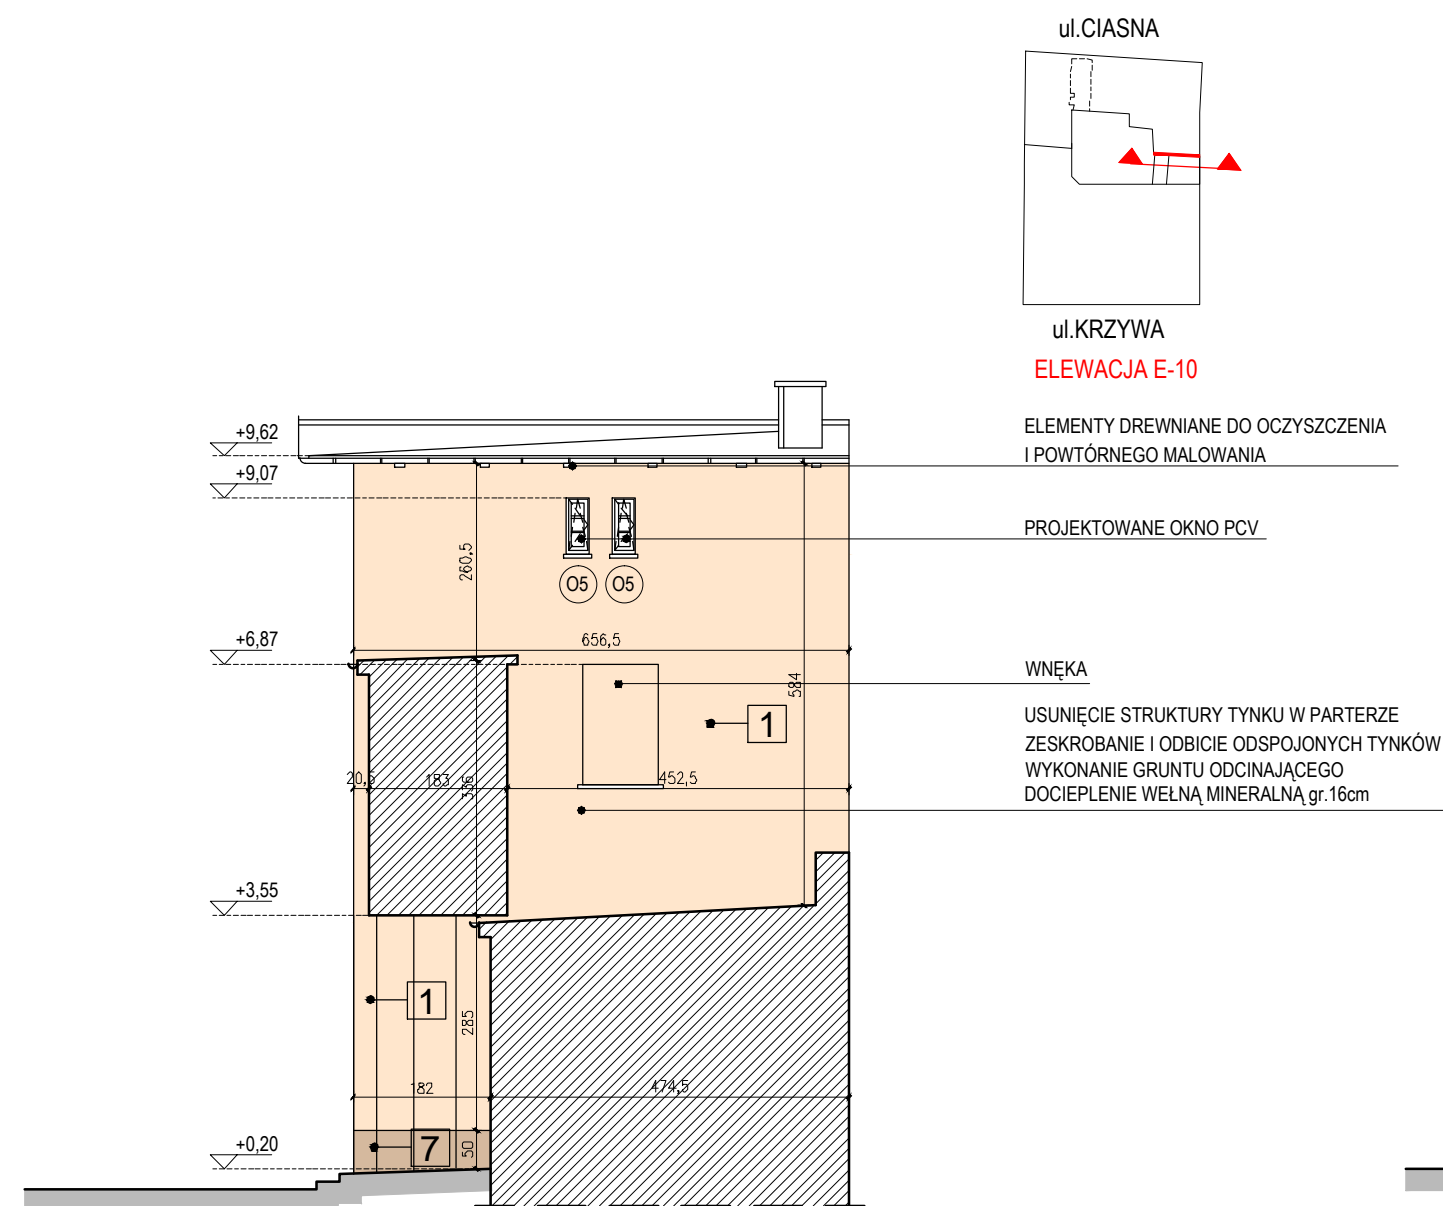 ul.CIASNA
ul.KRZYWA
ELEWACJA E-10
ELEMENTY DREWNIANE DO OCZYSZCZENIA
I POWTÓRNEGO MALOWANIA
+9,62
+9,07
PROJEKTOWANE OKNO PCV
260,5
O5 O5
+6,87
656,5
WNĘKA
584
1
USUNIĘCIE STRUKTURY TYNKU W PARTERZE
ZESKROBANIE I ODBICIE ODSPOJONYCH TYNKÓW
WYKONANIE GRUNTU ODCINAJĄCEGO
DOCIEPLENIE WEŁNĄ MINERALNĄ gr.16cm
20,5 183 336 452,5
+3,55
1
285
182 474,5
+0,20
7
50